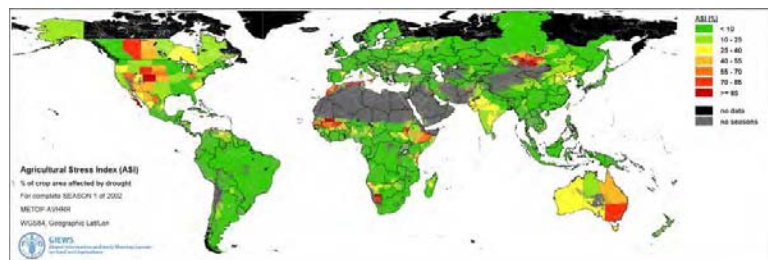 ASI (%)
< 10
10 - 25
25 - 40
40 - 55
55 - 70
70 - 85
>= 85
no data
no seasons
Agricultural Stress Index (ASI)
% of crop area affected by drought
For complete SEASON 1 of 2002
METOP-AVHRR
WGS84, Geographic Lat/Lon
GIEWS